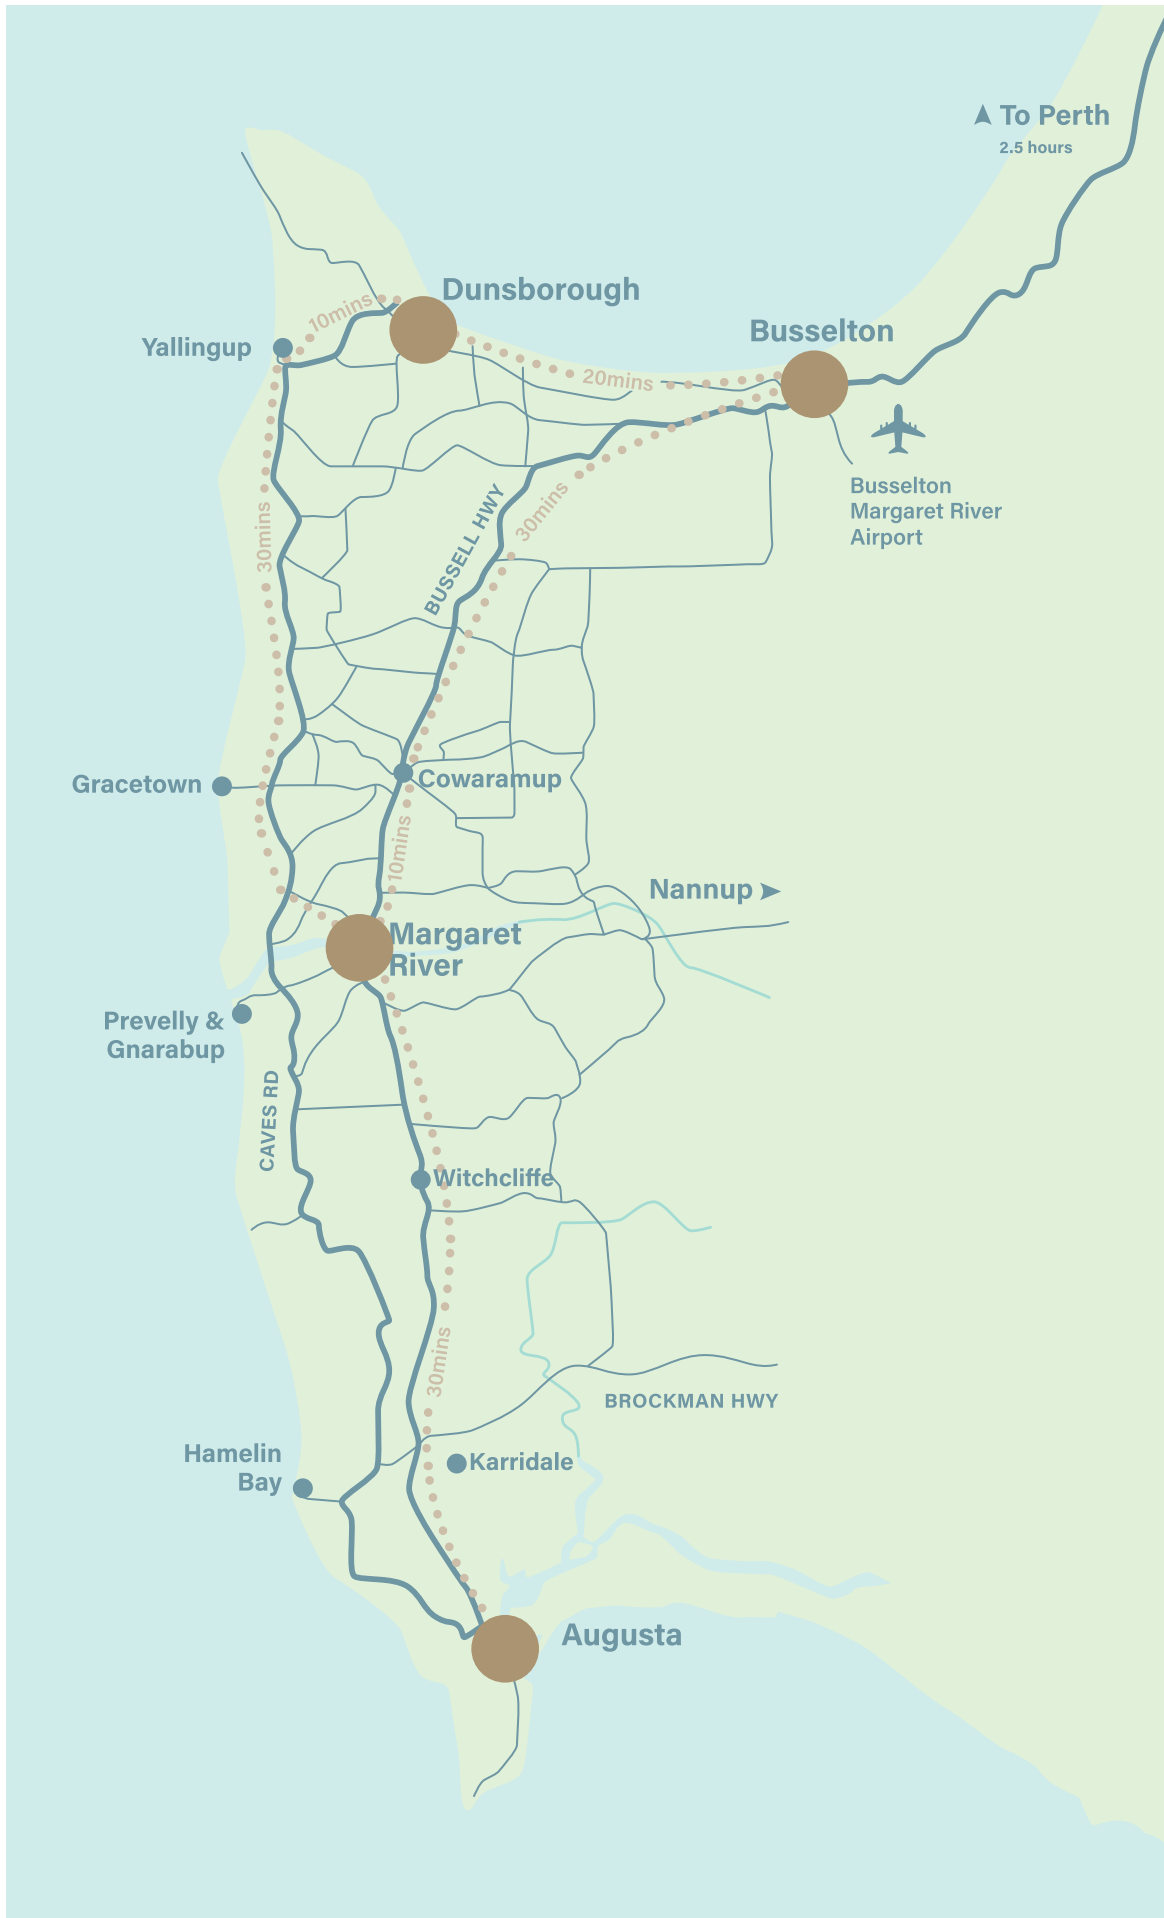 To Perth
2.5 hours
Dunsborough
10mins
Busselton
Yallingup
20mins
30mins
30mins
BUSSELL HWY
Busselton
Margaret River
Airport
Gracetown
Cowaramup
10mins
Nannup
Margaret
River
Prevelly &
Gnarabup
CAVES RD
Witchcliffe
30mins
BROCKMAN HWY
Hamelin
Bay
Karridale
Augusta